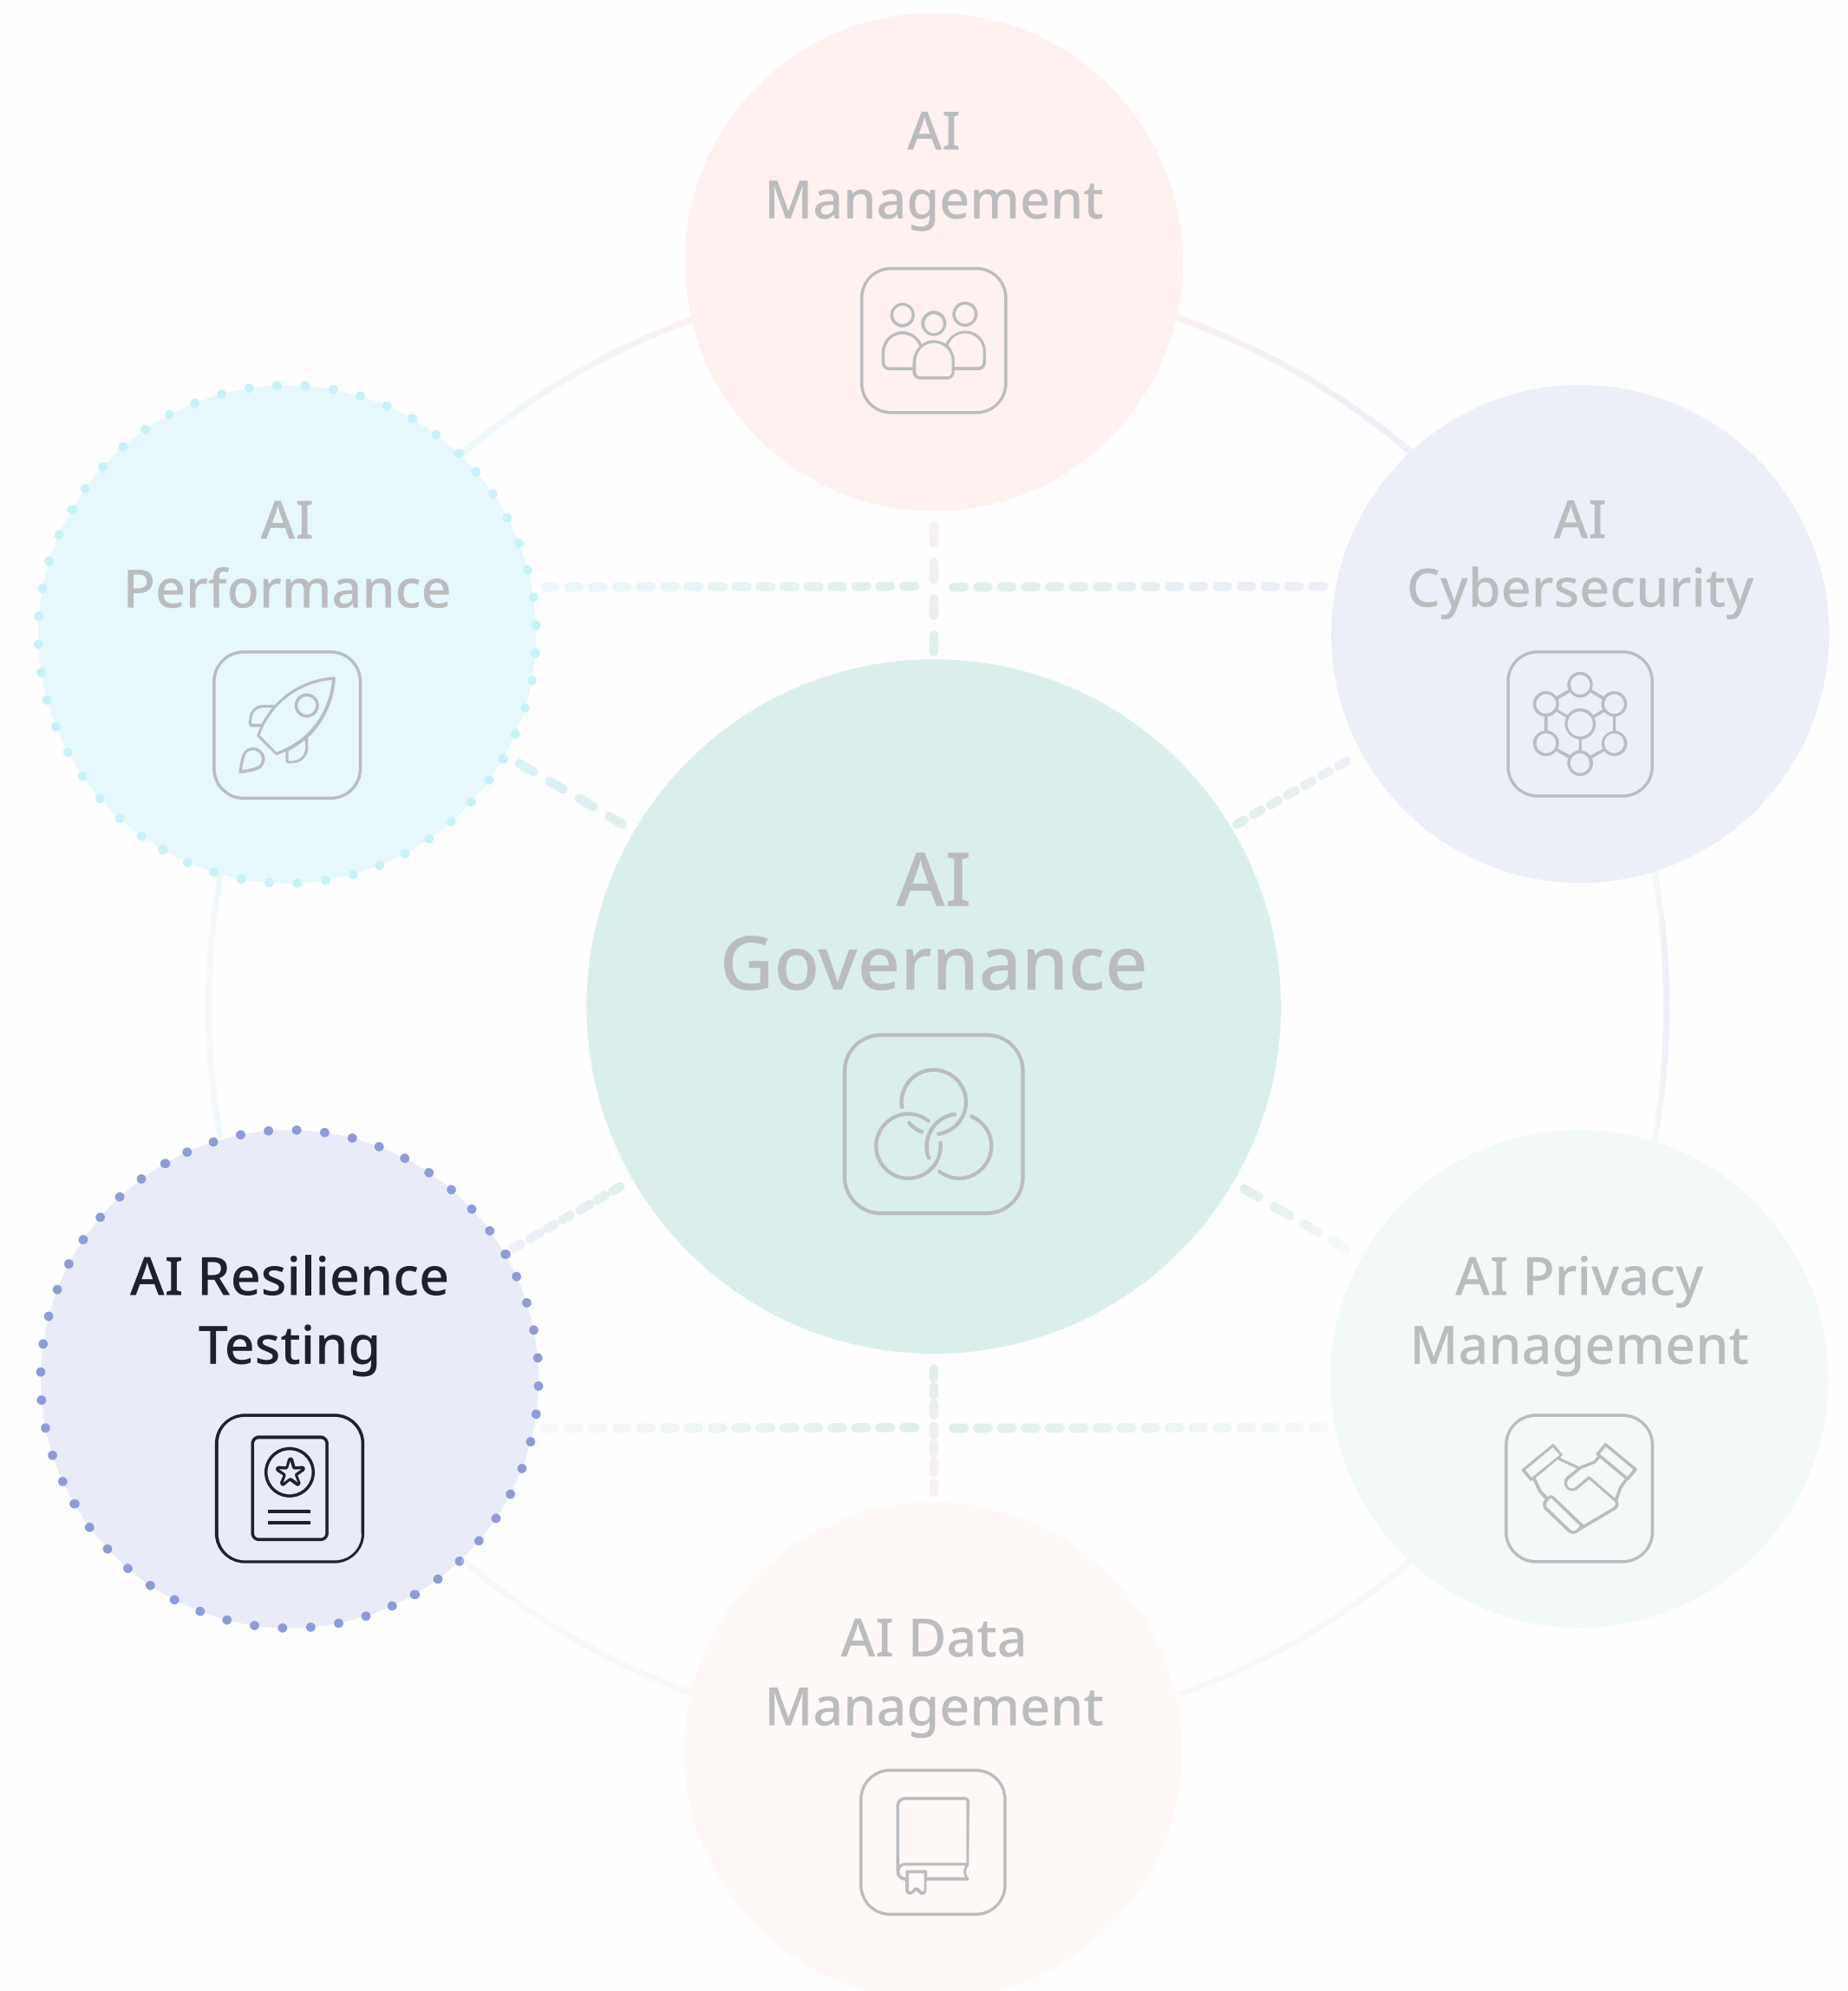 AI
Management
AI
Performance
AI
Cybersecurity
AI
Governance
AI Resilience
Testing
AI Privacy
Management
AI Data
Management